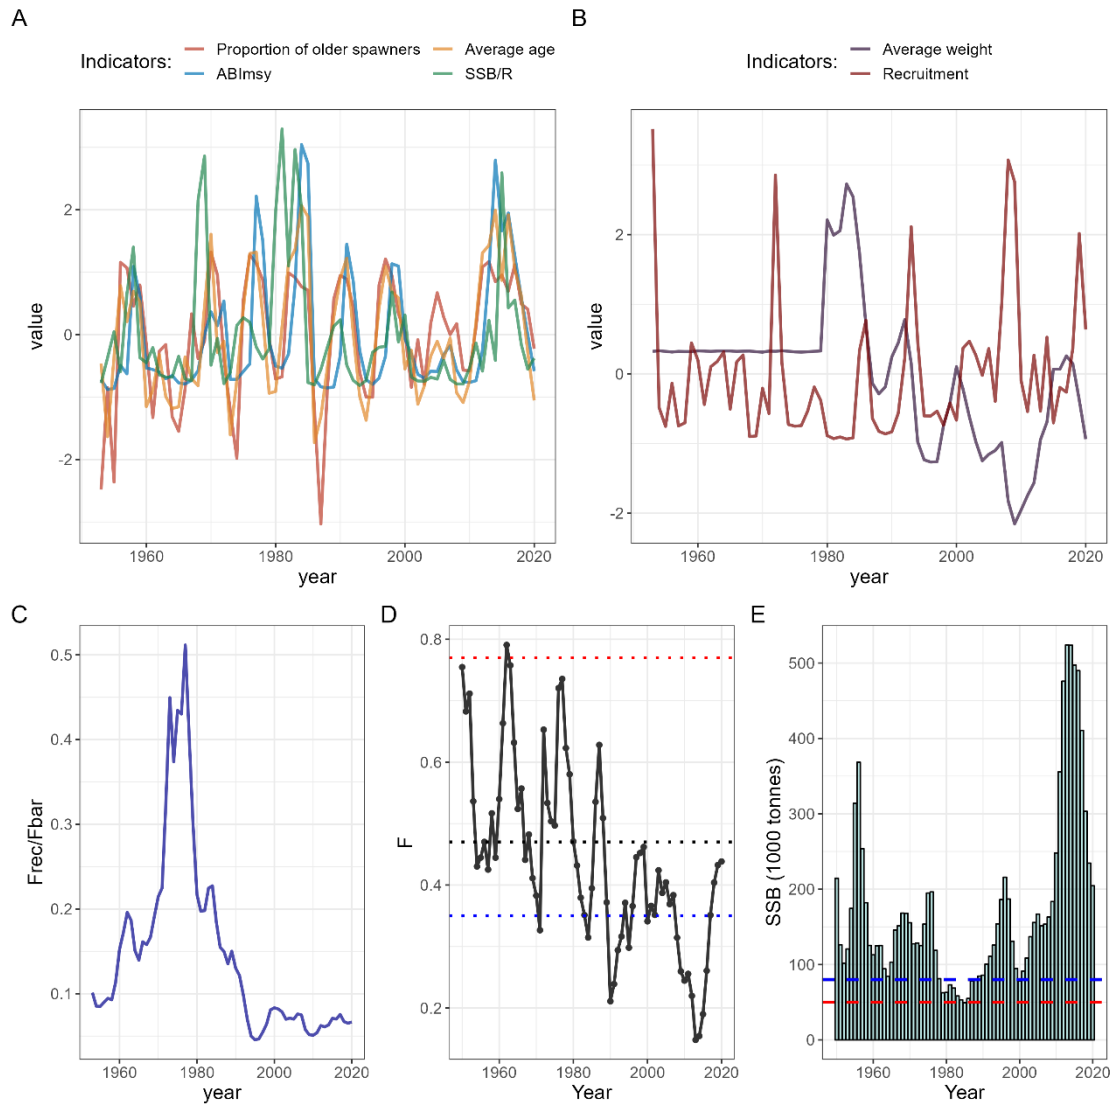 A
Indicators:
Proportion of older spawners
Average age
ABImsy
SSB/R
value
2
0
-2
1960
1980
2000
2020
year
B
Indicators:
Average weight
Recruitment
value
2
0
-2
1960
1980
2000
2020
year
C
Frec/Fbar
0.5
0.4
0.3
0.2
0.1
1960
1980
2000
2020
year
D
F
0.8
0.6
0.4
0.2
1960
1980
2000
2020
Year
E
SSB (1000 tonnes)
500
400
300
200
100
0
1960
1980
2000
2020
Year